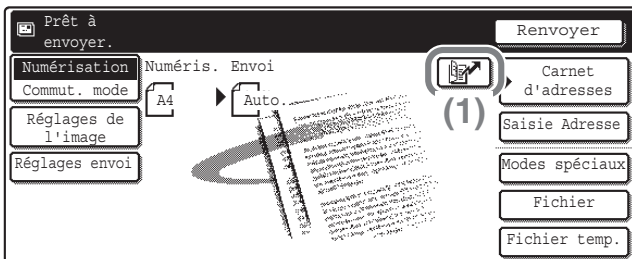 Prêt à
envoyer.
Renvoyer
Numérisation
Commut. mode
Numéris. Envoi
A4
Auto
(1)
Carnet
d'adresses
Réglages de
l'image
Saisie Adresse
Réglages envoi
Modes spéciaux
Fichier
Fichier temp.